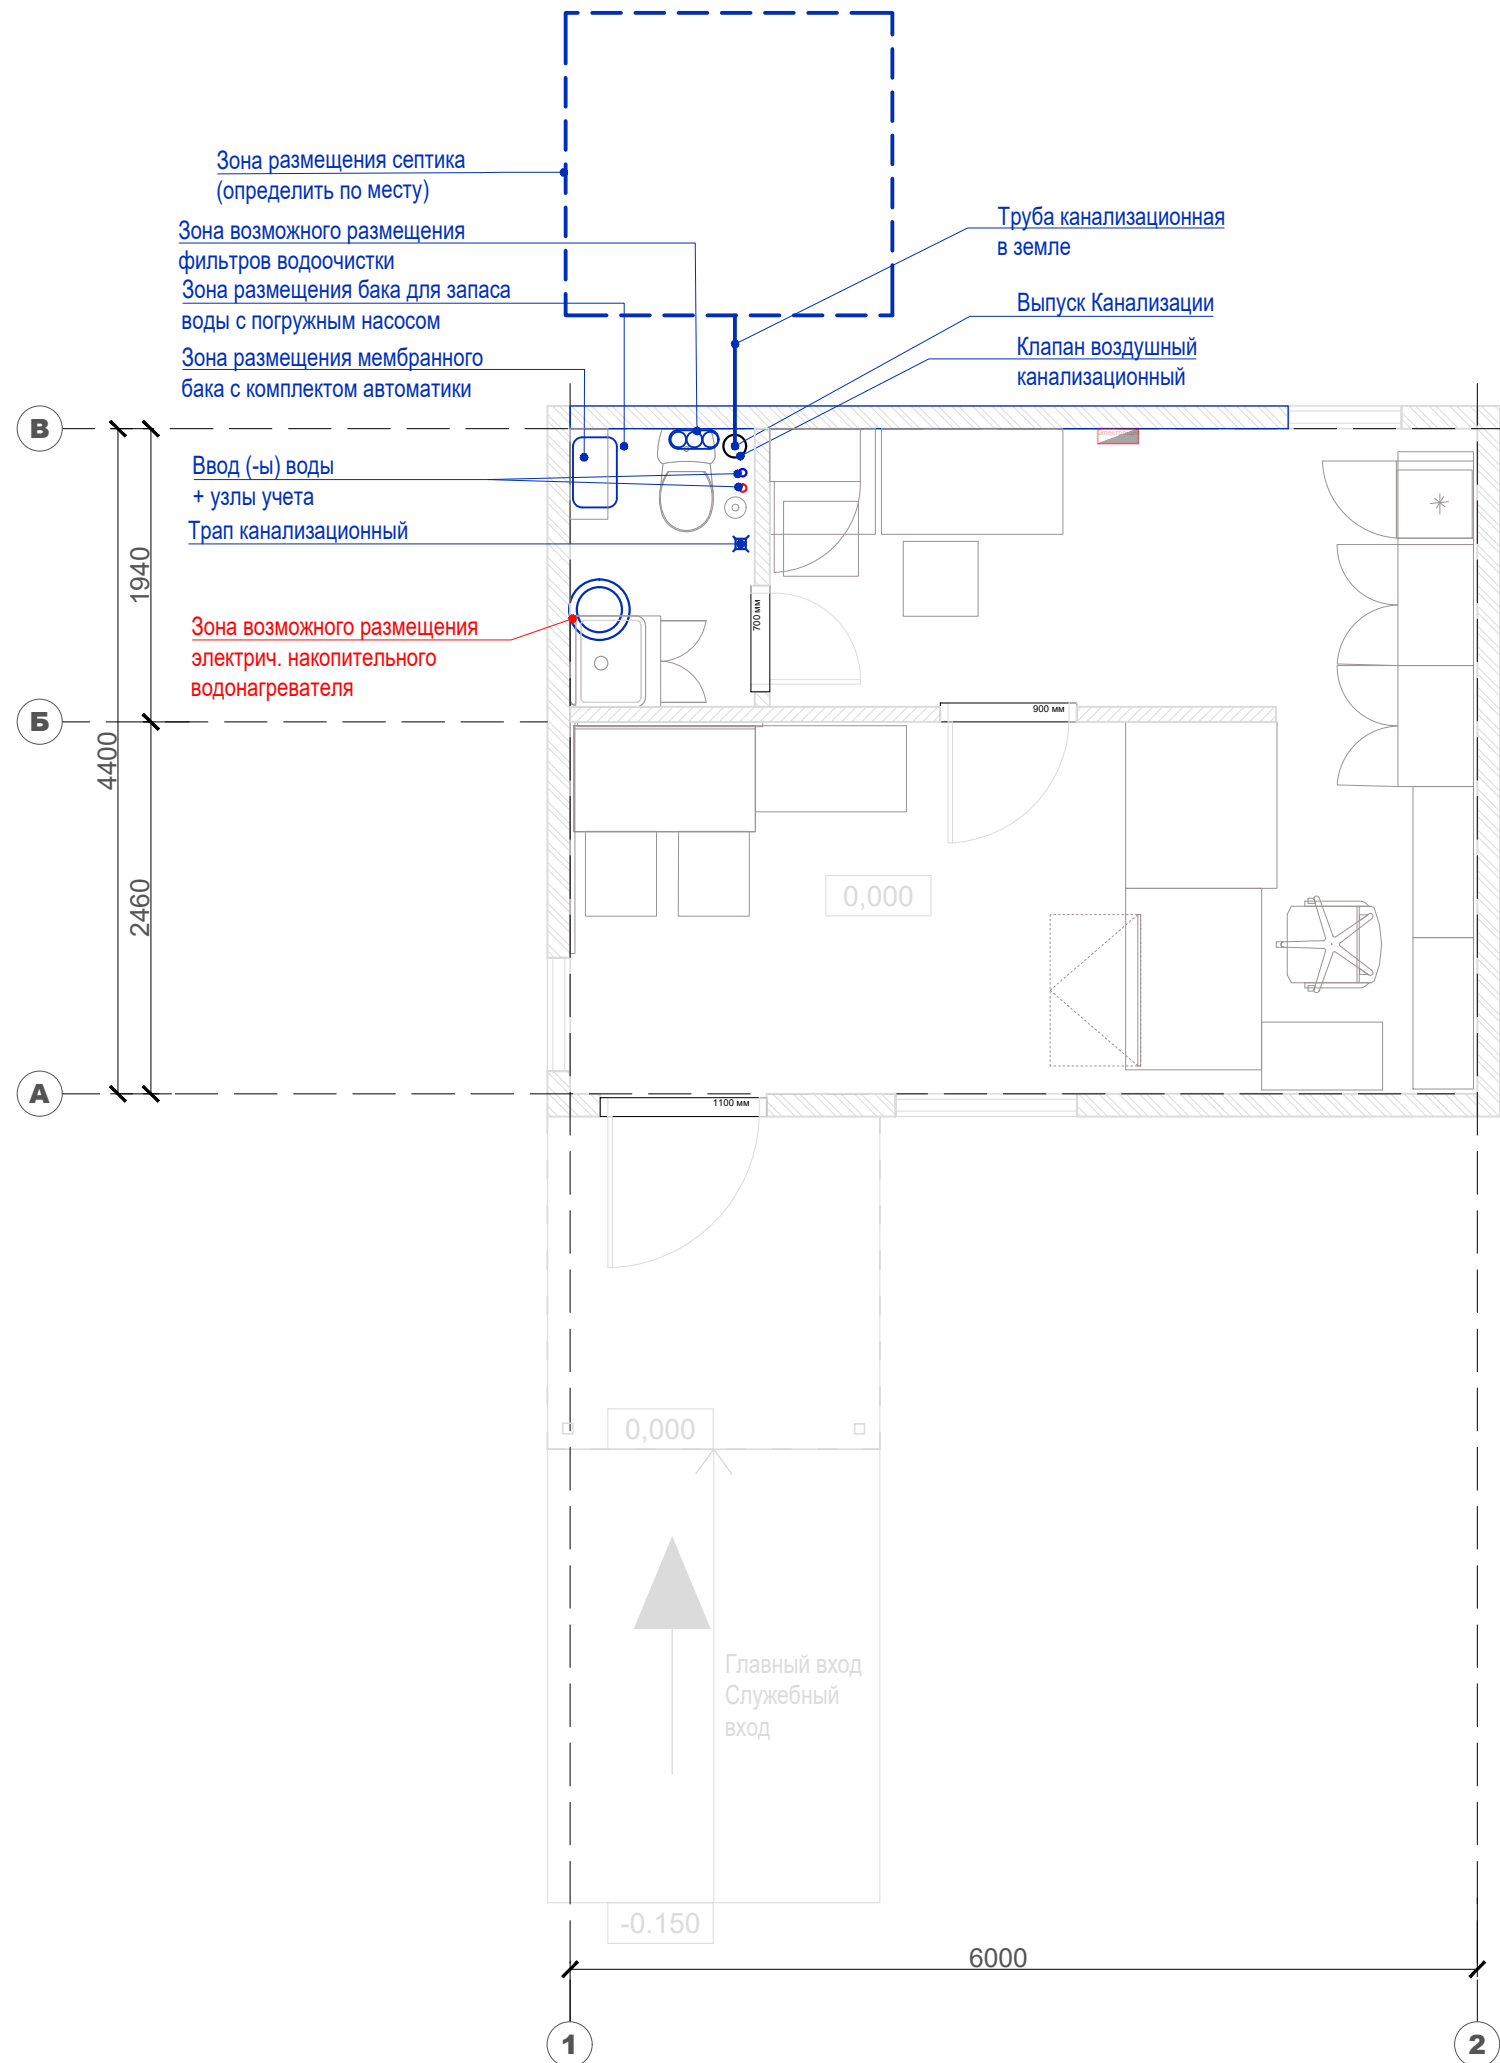 Зона размещения септика
(определить по месту)
Зона возможного размещения
фильтров водоочистки
Зона размещения бака для запаса
воды с погружным насосом
Зона размещения мембранного
бака с комплектом автоматики
Труба канализационная
в земле
Выпуск Канализации
Клапан воздушный
канализационный
В
Ввод (-ы) воды
+ узлы учета
Трап канализационный
1940
Зона возможного размещения
электрич. накопительного
водонагревателя
700 мм
Б
900 мм
4400
2460
0,000
А
1100 мм
0,000
Главный вход
Служебный
вход
-0.150
6000
1
2